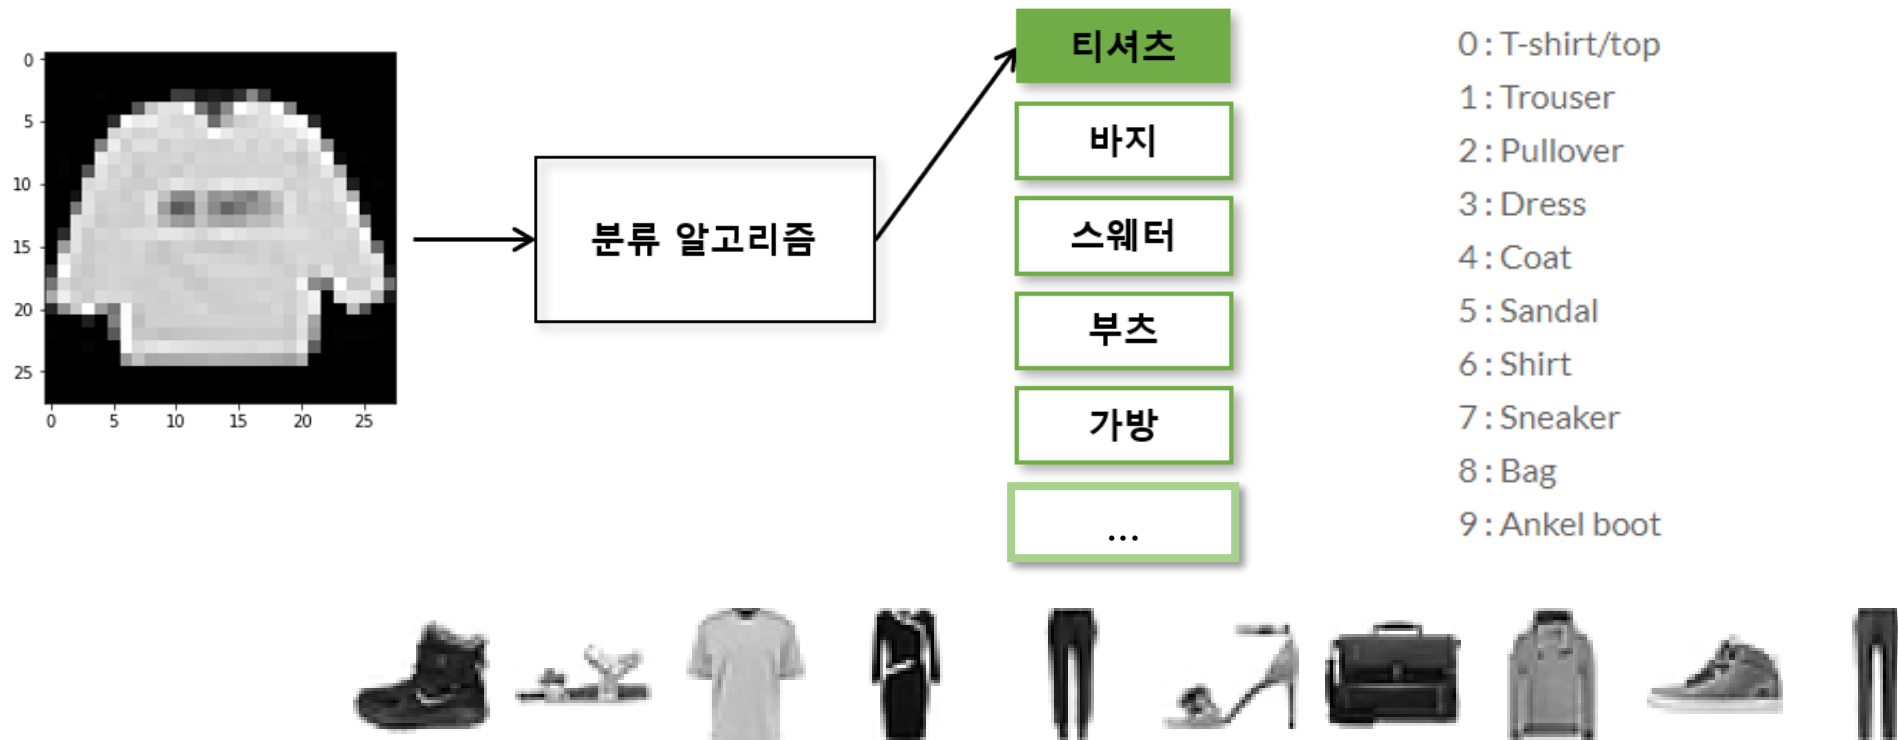 0
5
10
15
20
25
0 5 10 15 20 25
분류 알고리즘
티셔츠
바지
스웨터
부츠
가방
...
0 : T-shirt/top
1 : Trouser
2 : Pullover
3 : Dress
4 : Coat
5 : Sandal
6 : Shirt
7 : Sneaker
8 : Bag
9 : Ankel boot